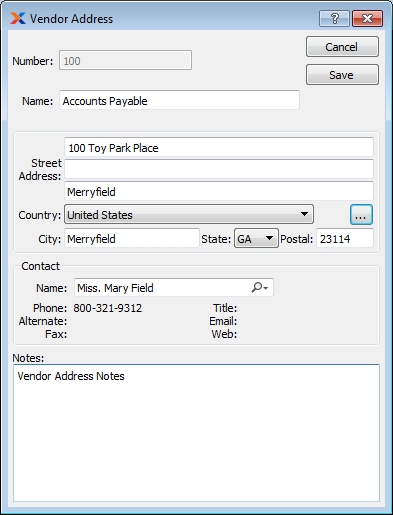 Vendor Address
Cancel
Number: 100
Save
Name: Accounts Payable
100 Toy Park Place
Street
Address:
Merryfield
Country: United States ...
City: Merryfield State: GA Postal: 23114
Contact
Name: Miss. Mary Field
Phone: 800-321-9312 Title:
Alternate: Email:
Fax: Web:
Notes:
Vendor Address Notes